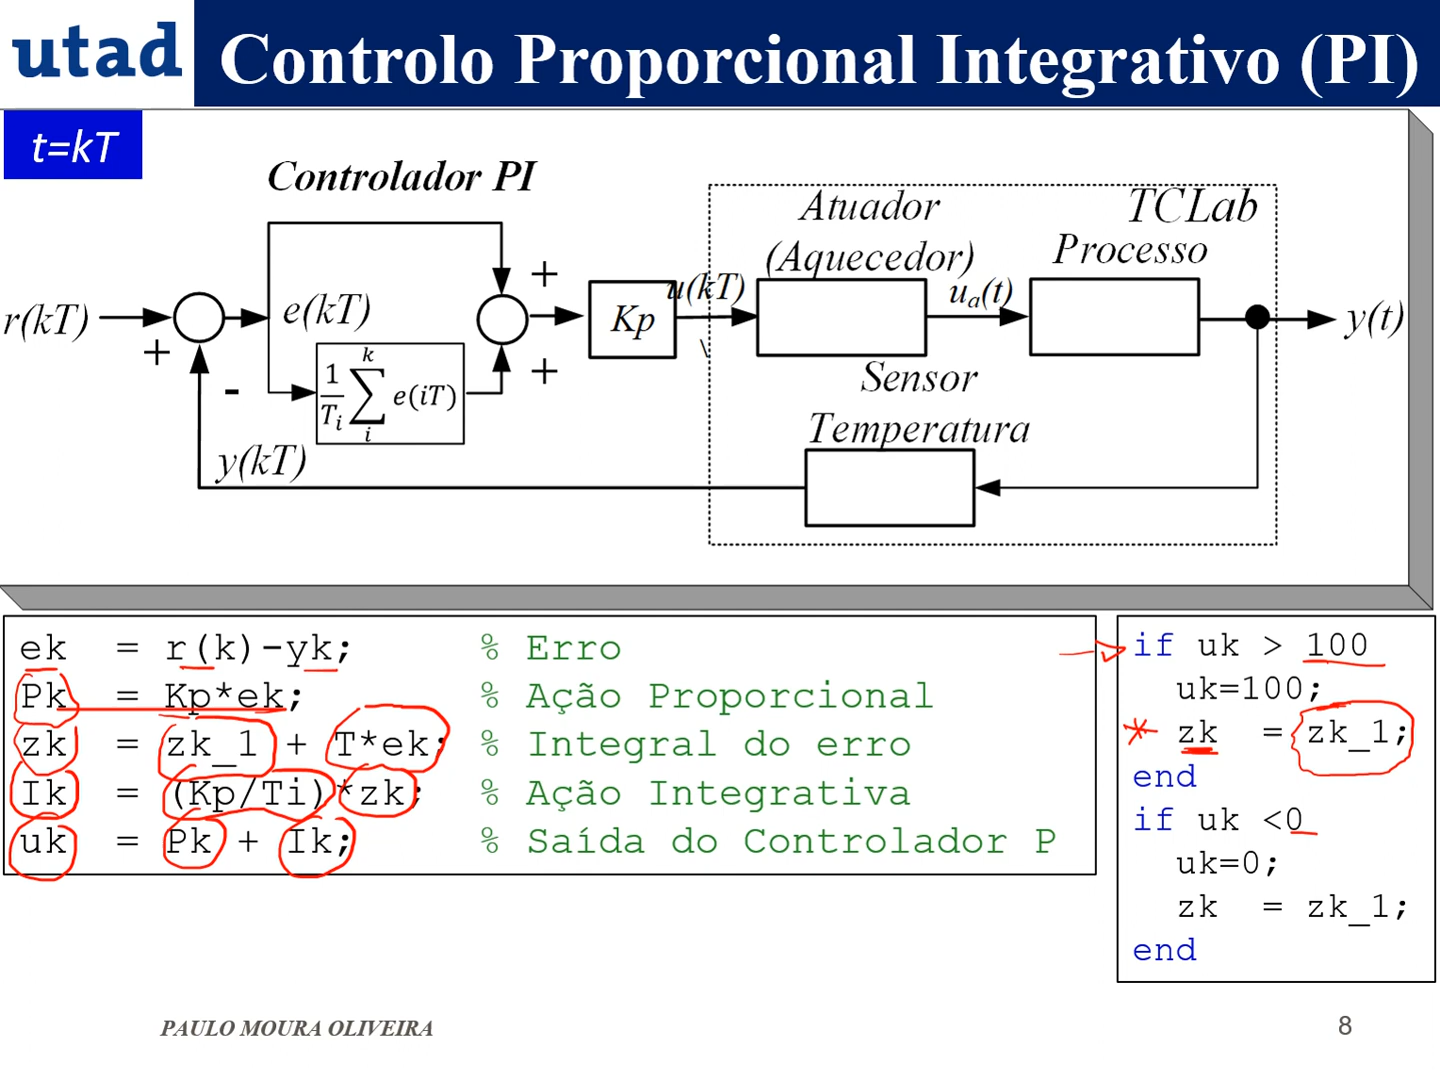 utad
Controlo Proporcional Integrativo (PI)
t=kT
Controlador PI
Atuador
(Aquecedor)
TCLab
Processo
r(kT)
+
-
e(kT)
+
+
Kp
u(kT)
u_a(t)
y(t)
1/T_i ∑_i^k e(iT)
Sensor
Temperatura
y(kT)
ek = r(k)-yk; % Erro
Pk = Kp*ek; % Ação Proporcional
zk = zk_1 + T*ek; % Integral do erro
Ik = (Kp/Ti)*zk; % Ação Integrativa
uk = Pk + Ik; % Saída do Controlador P
if uk > 100
uk=100;
* zk = zk_1;
end
if uk <0
uk=0;
zk = zk_1;
end
PAULO MOURA OLIVEIRA
8